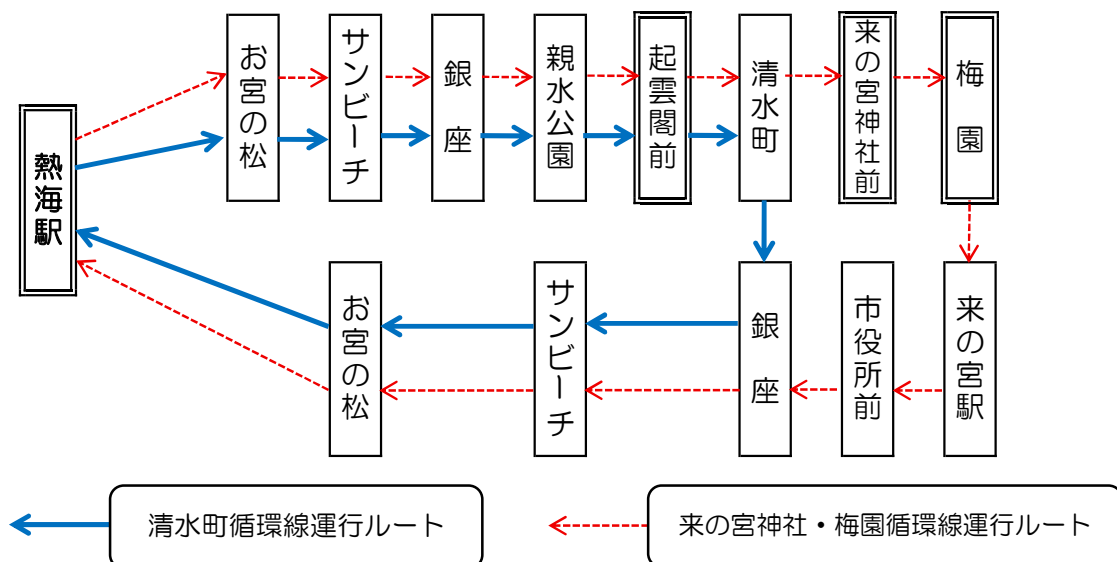 熱海駅
お宮の松
サンビーチ
銀座
親水公園
起雲閣前
清水町
来の宮神社前
梅園
お宮の松
サンビーチ
銀座
市役所前
来の宮駅
清水町循環線運行ルート
来の宮神社・梅園循環線運行ルート